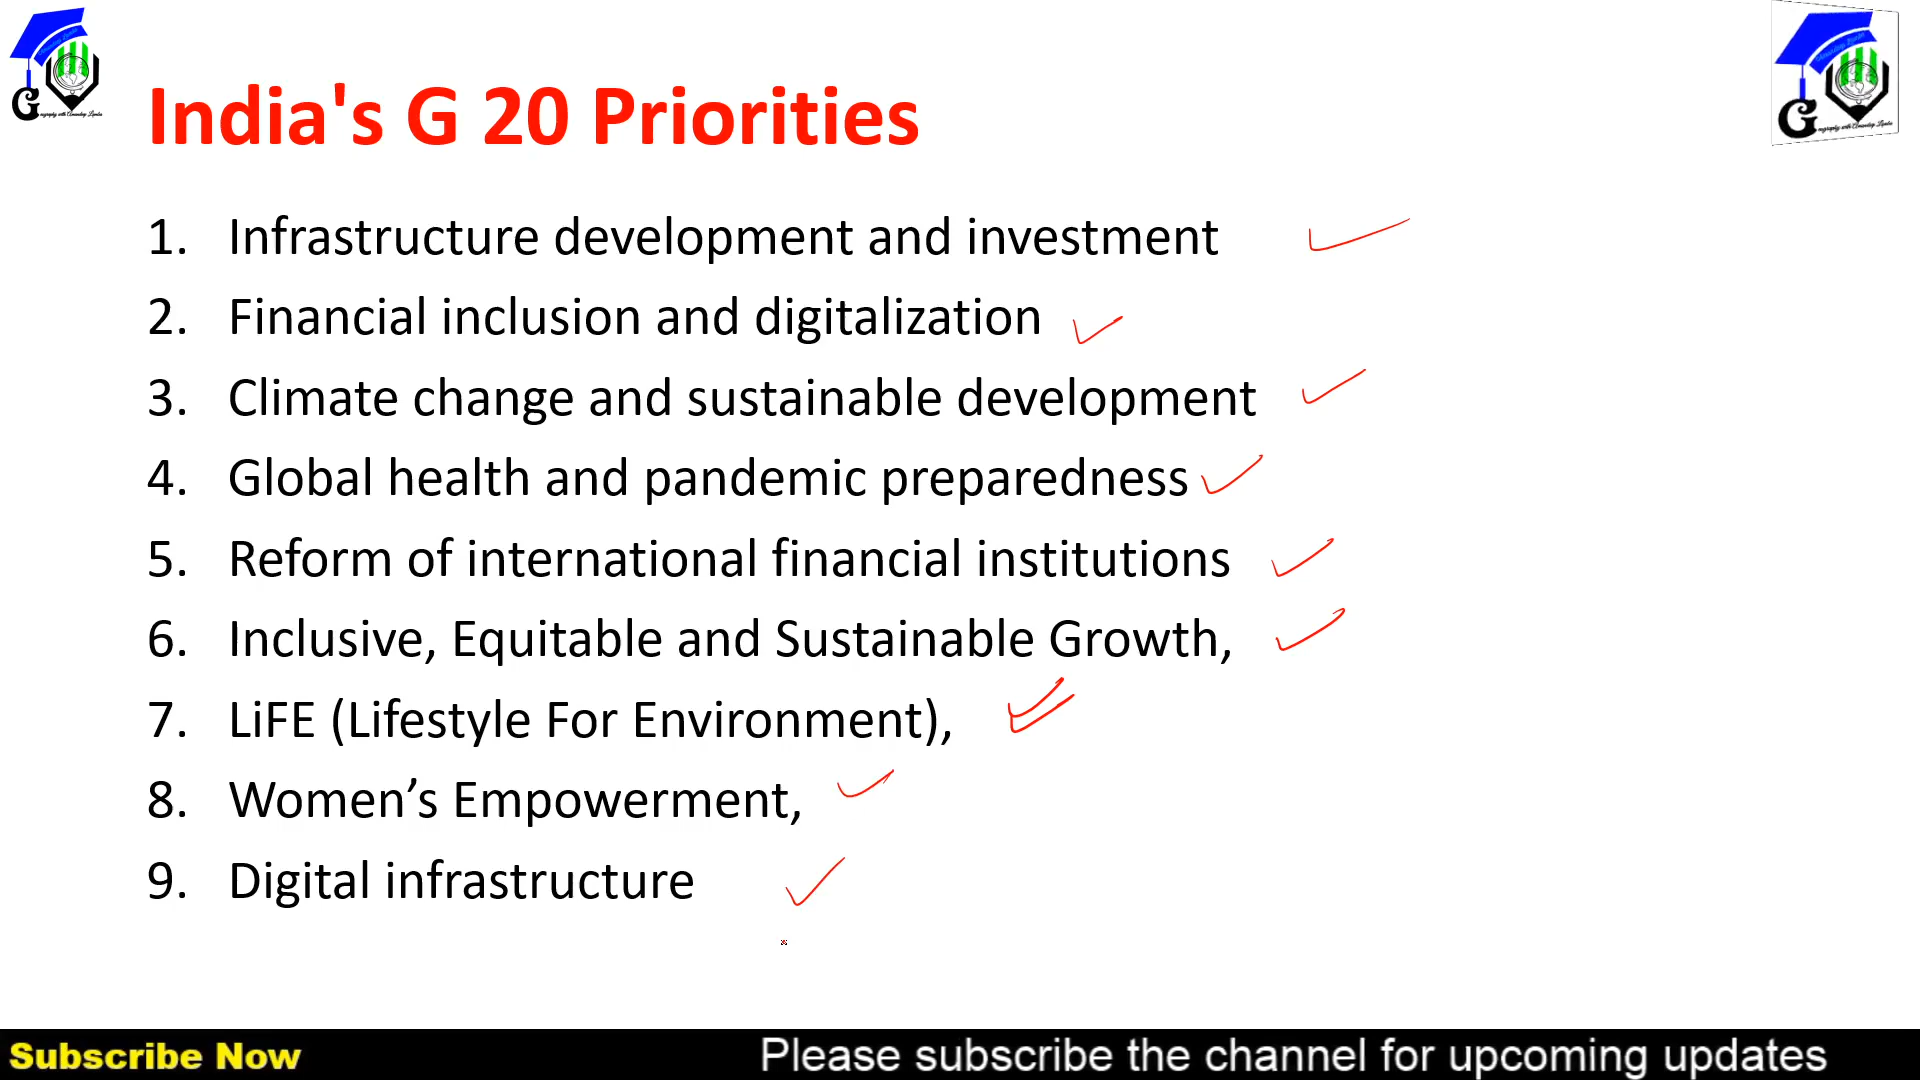 India's G 20 Priorities
1. Infrastructure development and investment
2. Financial inclusion and digitalization
3. Climate change and sustainable development
4. Global health and pandemic preparedness
5. Reform of international financial institutions
6. Inclusive, Equitable and Sustainable Growth,
7. LiFE (Lifestyle For Environment),
8. Women’s Empowerment,
9. Digital infrastructure
Subscribe Now
Please subscribe the channel for upcoming updates